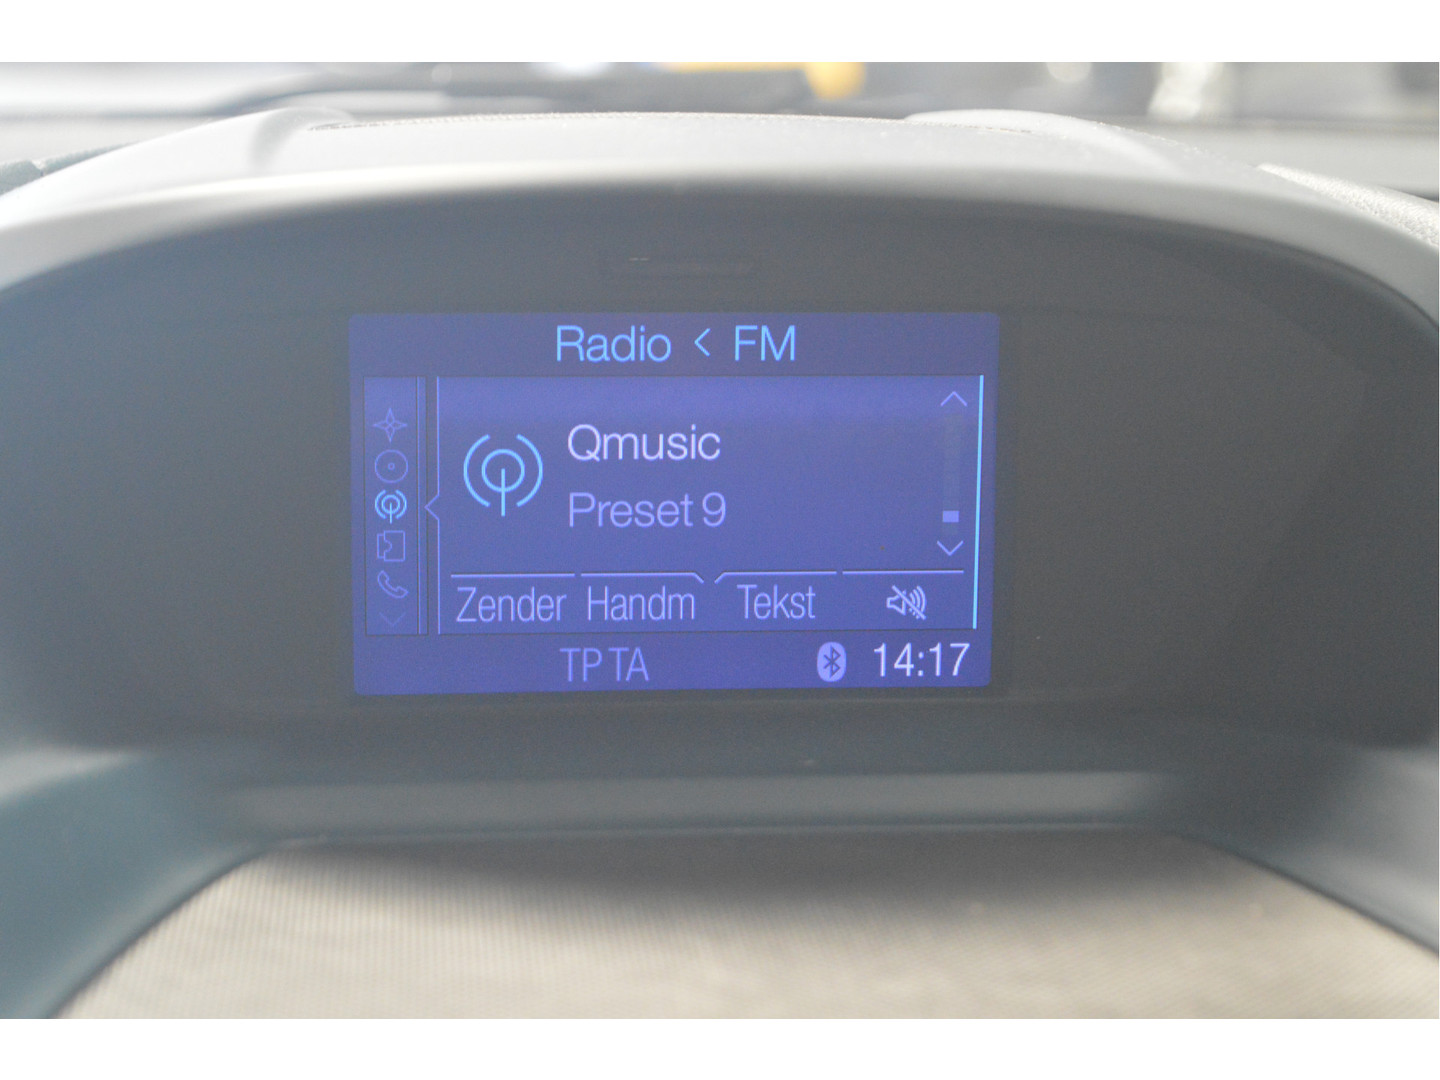 Radio < FM
Qmusic
Preset 9
Zender Handm Tekst
TP TA 14:17